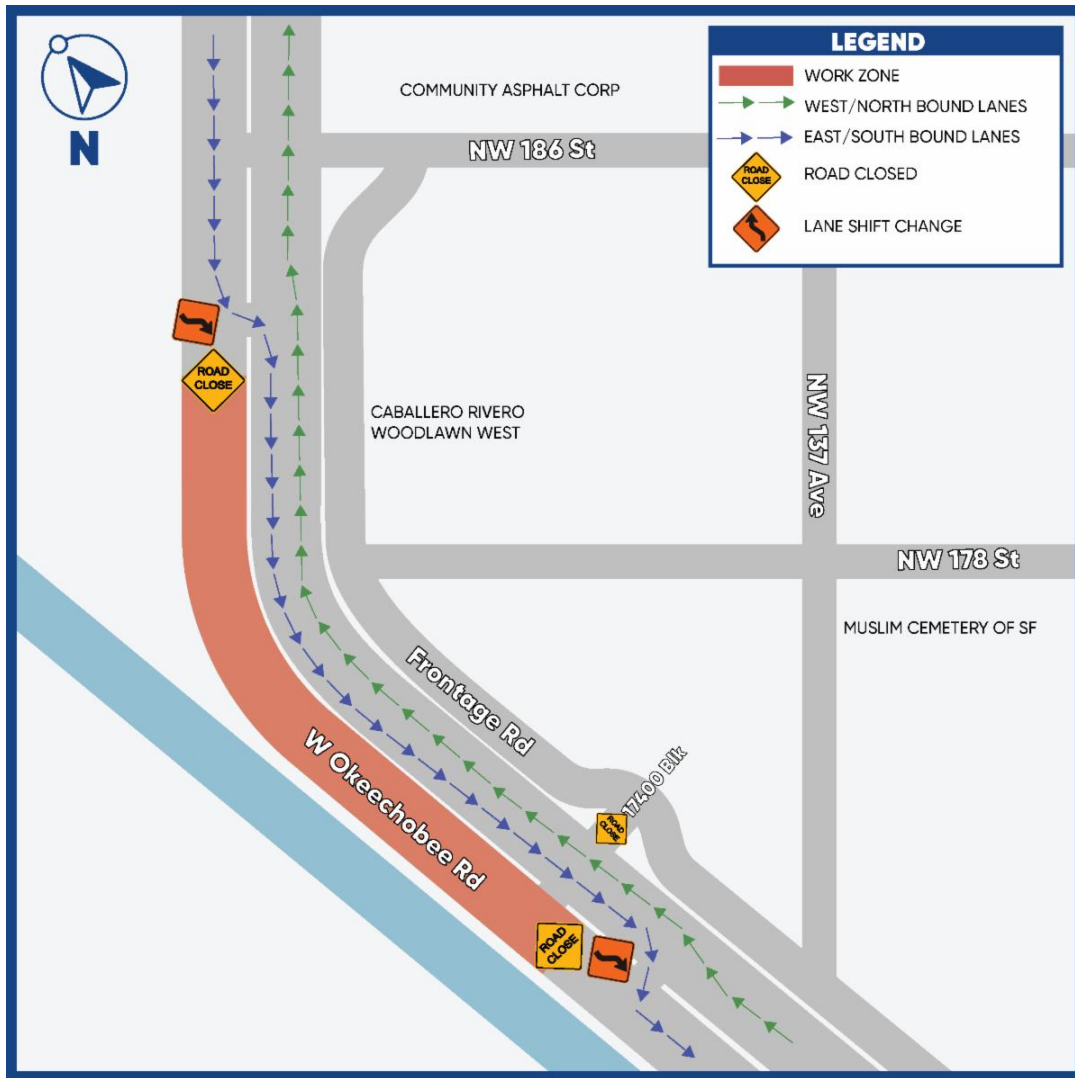 N
COMMUNITY ASPHALT CORP
NW 186 St
LEGEND
WORK ZONE
WEST/NORTH BOUND LANES
EAST/SOUTH BOUND LANES
ROAD
CLOSE
ROAD CLOSED
LANE SHIFT CHANGE
ROAD
CLOSE
CABALLERO RIVERO
WOODLAWN WEST
NW 137 Ave
NW 178 St
MUSLIM CEMETERY OF SF
Frontage Rd
W Okeechobee Rd
17400 Blk
ROAD
CLOSE
ROAD
CLOSE